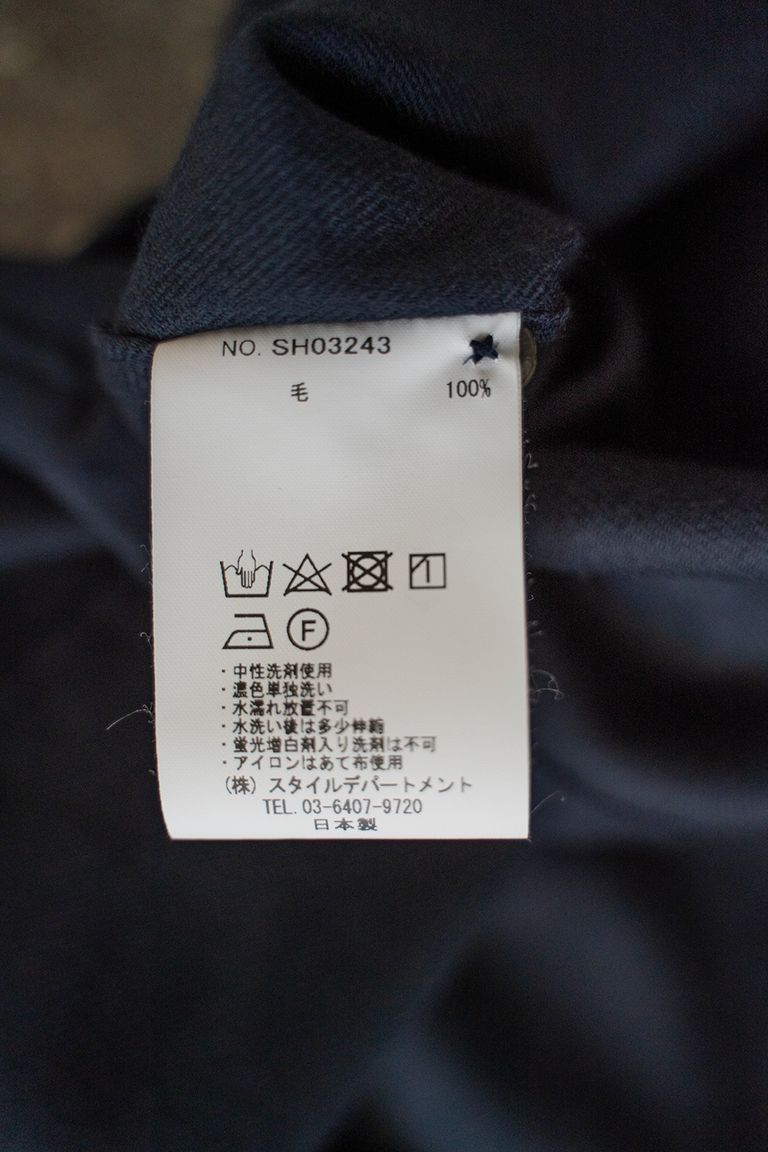 NO. SH03243
毛 100%
F
・中性洗剤使用
・濃色単独洗い
・水濡れ放置不可
・水洗い後は多少伸縮
・蛍光増白剤入り洗剤は不可
・アイロンはあて布使用
(株) スタイルデパートメント
TEL. 03-6407-9720
日本製